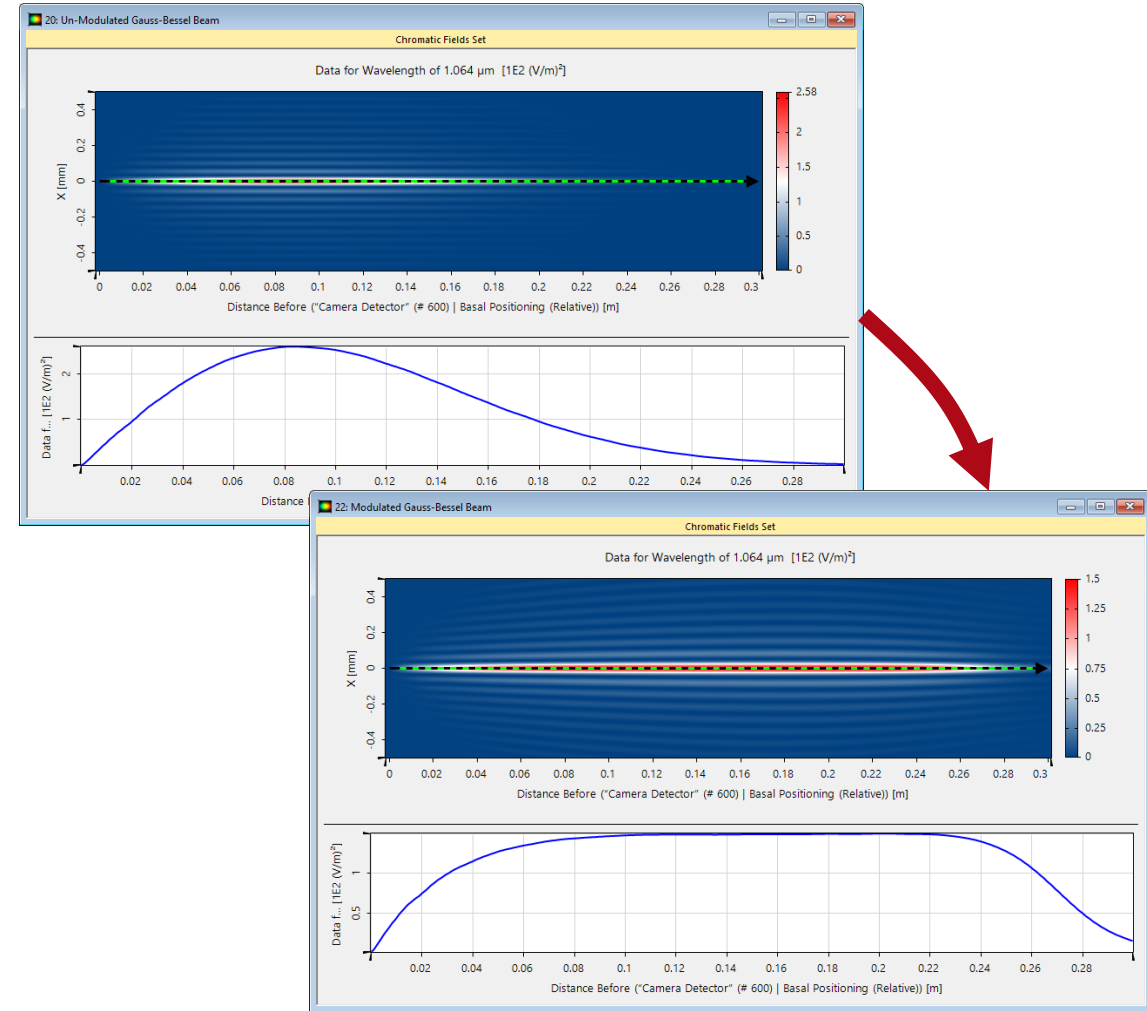 20: Un-Modulated Gauss-Bessel Beam
Chromatic Fields Set
Data for Wavelength of 1.064 µm [1E2 (V/m)²]
X [mm]
0.4
0.2
0
-0.2
-0.4
2.58
2
1.5
1
0.5
0
0 0.02 0.04 0.06 0.08 0.1 0.12 0.14 0.16 0.18 0.2 0.22 0.24 0.26 0.28 0.3
Distance Before ("Camera Detector" (# 600) | Basal Positioning (Relative)) [m]
Data f... [1E2 (V/m)²]
2
1
0.02 0.04 0.06 0.08 0.1 0.12 0.14 0.16 0.18 0.2 0.22 0.24 0.26 0.28
Distance
22: Modulated Gauss-Bessel Beam
Chromatic Fields Set
Data for Wavelength of 1.064 µm [1E2 (V/m)²]
X [mm]
0.4
0.2
0
-0.2
-0.4
1.5
1.25
1
0.75
0.5
0.25
0
0 0.02 0.04 0.06 0.08 0.1 0.12 0.14 0.16 0.18 0.2 0.22 0.24 0.26 0.28 0.3
Distance Before ("Camera Detector" (# 600) | Basal Positioning (Relative)) [m]
Data f... [1E2 (V/m)²]
1
0.5
0.02 0.04 0.06 0.08 0.1 0.12 0.14 0.16 0.18 0.2 0.22 0.24 0.26 0.28
Distance Before ("Camera Detector" (# 600) | Basal Positioning (Relative)) [m]